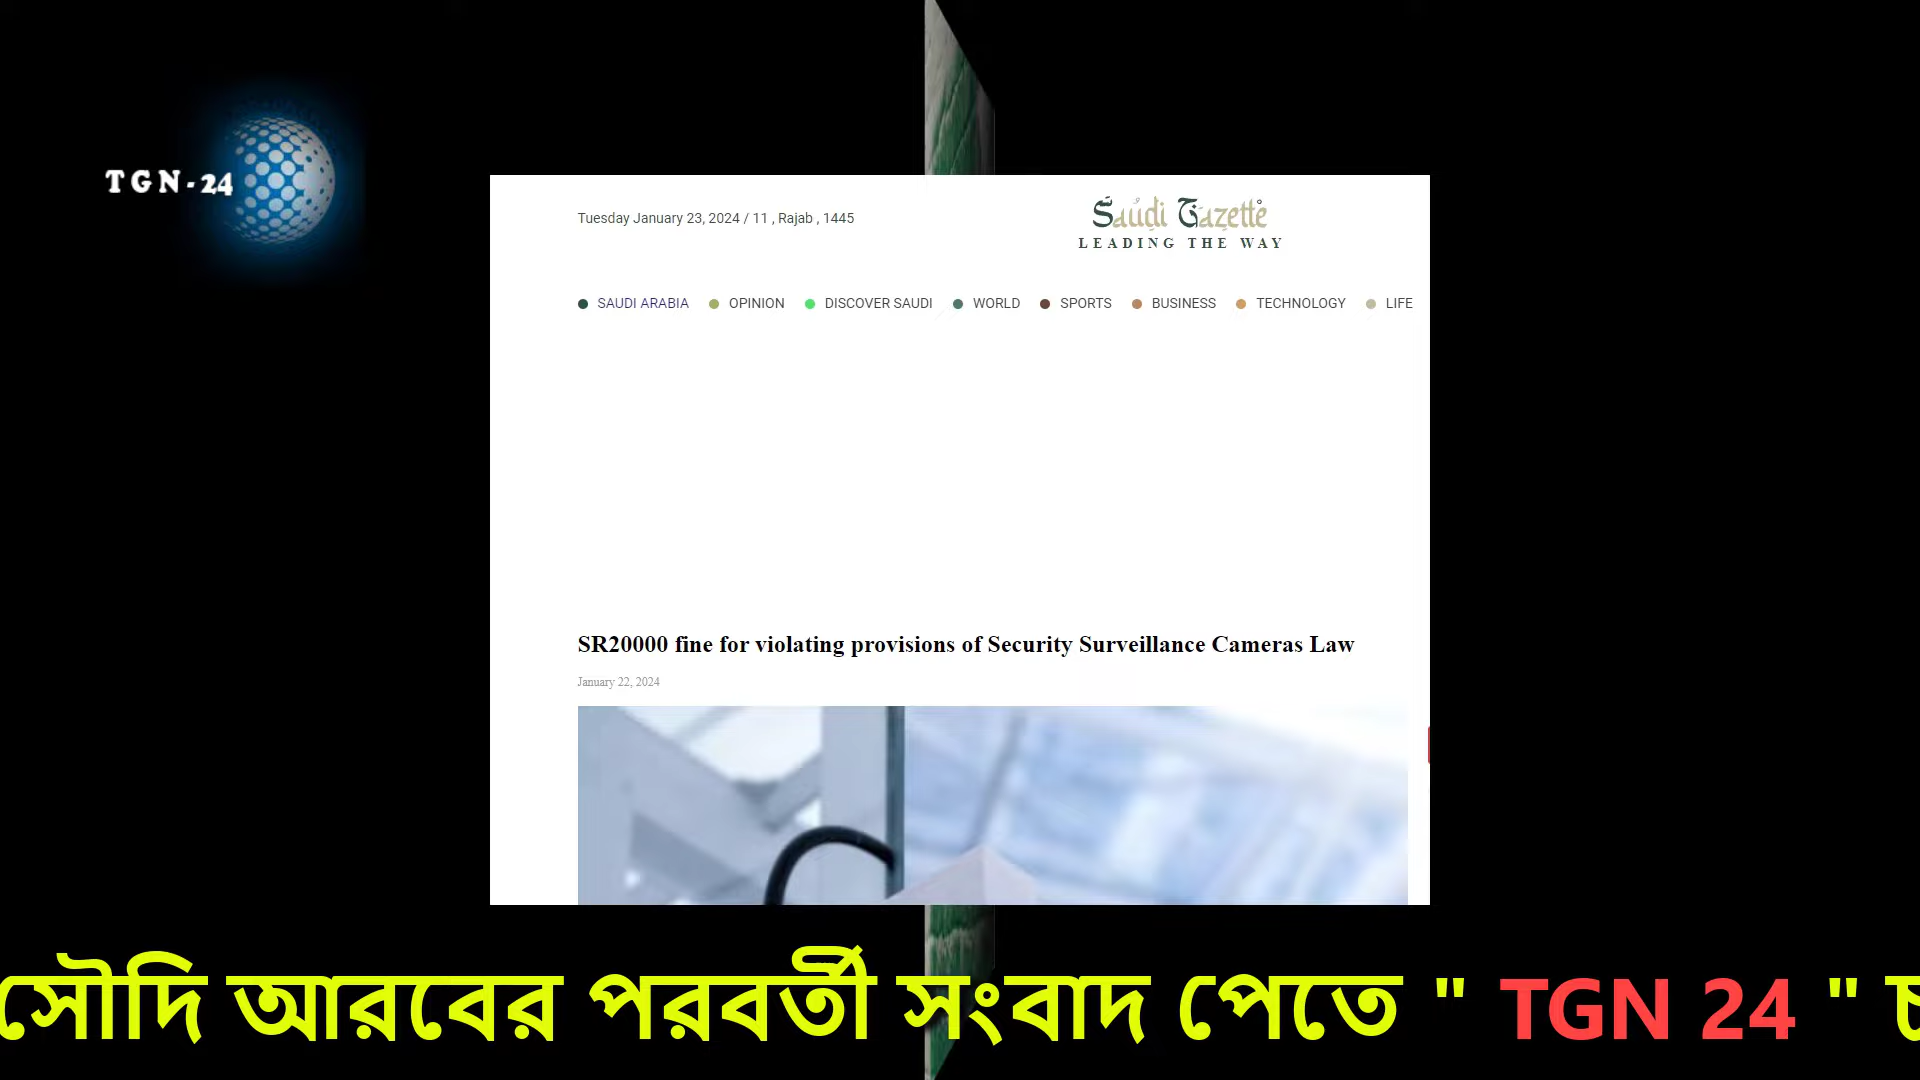 TGN-24
Tuesday January 23, 2024 / 11 , Rajab , 1445
Saudi Gazette
LEADING THE WAY
SAUDI ARABIA OPINION DISCOVER SAUDI WORLD SPORTS BUSINESS TECHNOLOGY LIFE
SR20000 fine for violating provisions of Security Surveillance Cameras Law
January 22, 2024
সৌদি আরবের পরবর্তী সংবাদ পেতে " TGN 24 "